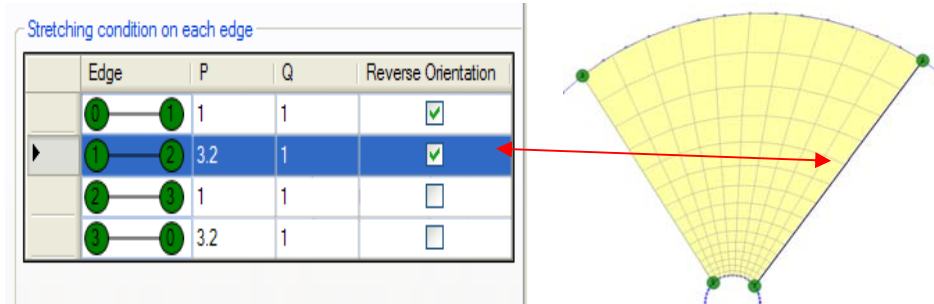 Stretching condition on each edge
Edge P Q Reverse Orientation
0 1 1 1
1 2 3.2 1
2 3 1 1
3 0 3.2 1